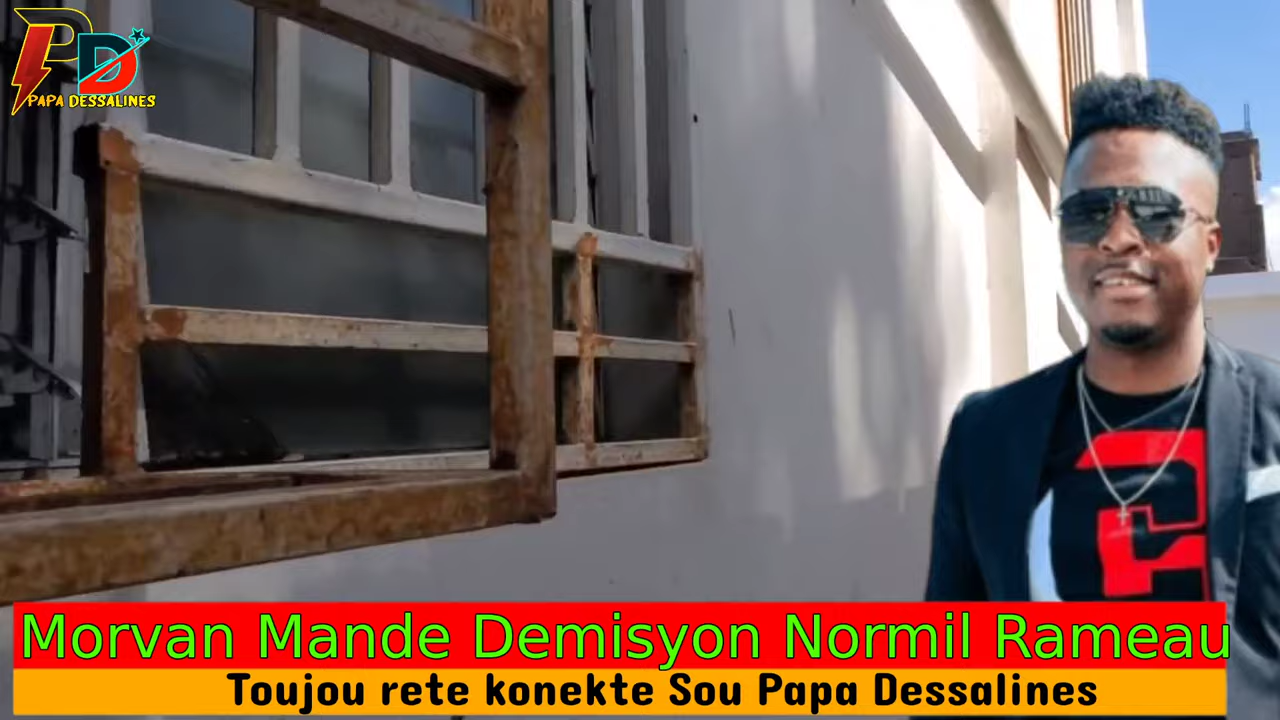 PD
PAPA DESSALINES
Morvan Mande Demisyon Normil Rameau
Toujou rete konekte Sou Papa Dessalines